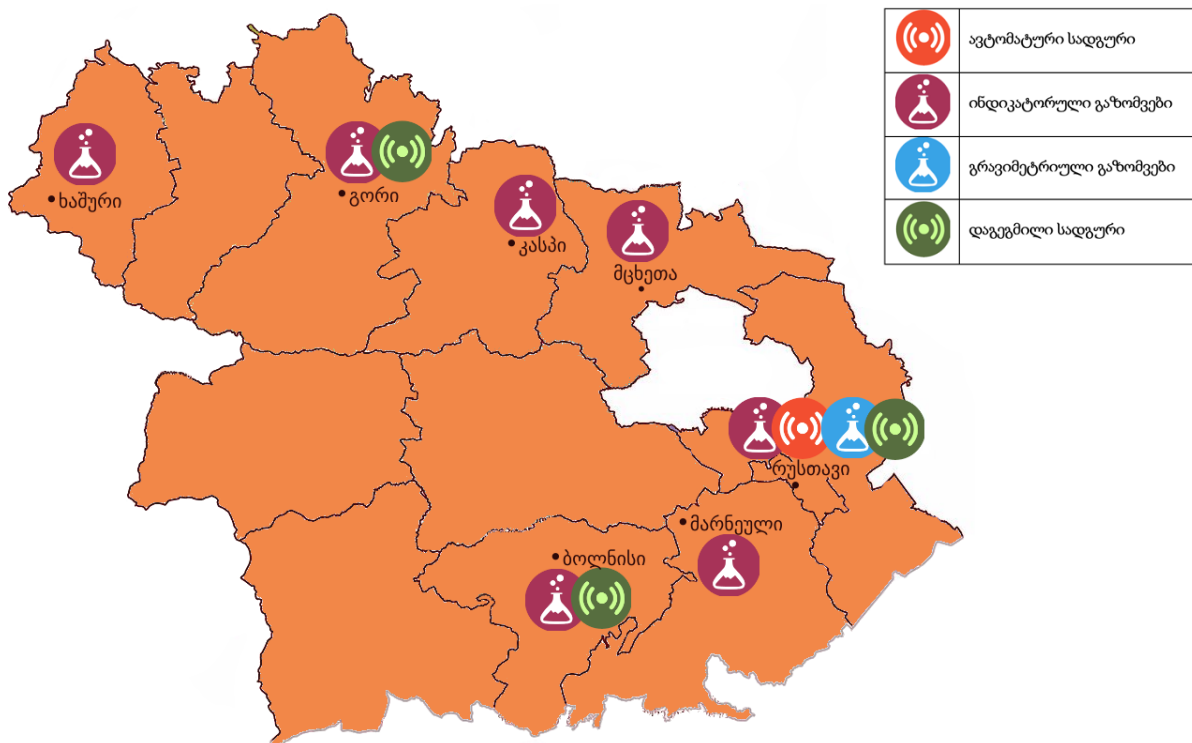 ავტომატური სადგური
ინდიკატორული გაზომვები
გრავიმეტრიული გაზომვები
დაგეგმილი სადგური
ხაშური
გორი
კასპი
მცხეთა
რუსთავი
მარნეული
ბოლნისი